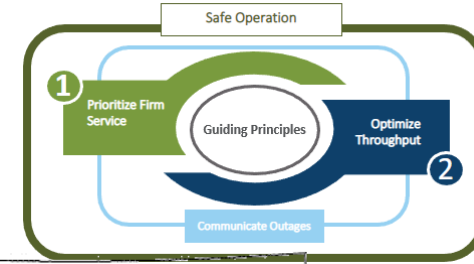 Safe Operation
1
Prioritize Firm
Service
Guiding Principles
Optimize
Throughput
2
Communicate Outages